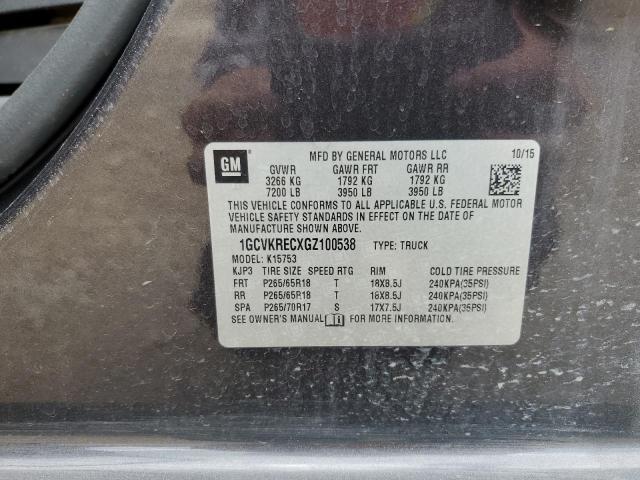 GM MFD BY GENERAL MOTORS LLC 10/15
GVWR GAWR FRT GAWR RR
3266 KG 1792 KG 1792 KG
7200 LB 3950 LB 3950 LB
THIS VEHICLE CONFORMS TO ALL APPLICABLE U.S. FEDERAL MOTOR
VEHICLE SAFETY STANDARDS IN EFFECT ON THE DATE OF
MANUFACTURE SHOWN ABOVE.
1GCVKRECXGZ100538 TYPE: TRUCK
MODEL: K15753
KJP3 TIRE SIZE SPEED RTG RIM COLD TIRE PRESSURE
FRT P265/65R18 T 18X8.5J 240KPA(35PSI)
RR P265/65R18 T 18X8.5J 240KPA(35PSI)
SPA P265/70R17 S 17X7.5J 240KPA(35PSI)
SEE OWNER'S MANUAL FOR MORE INFORMATION.